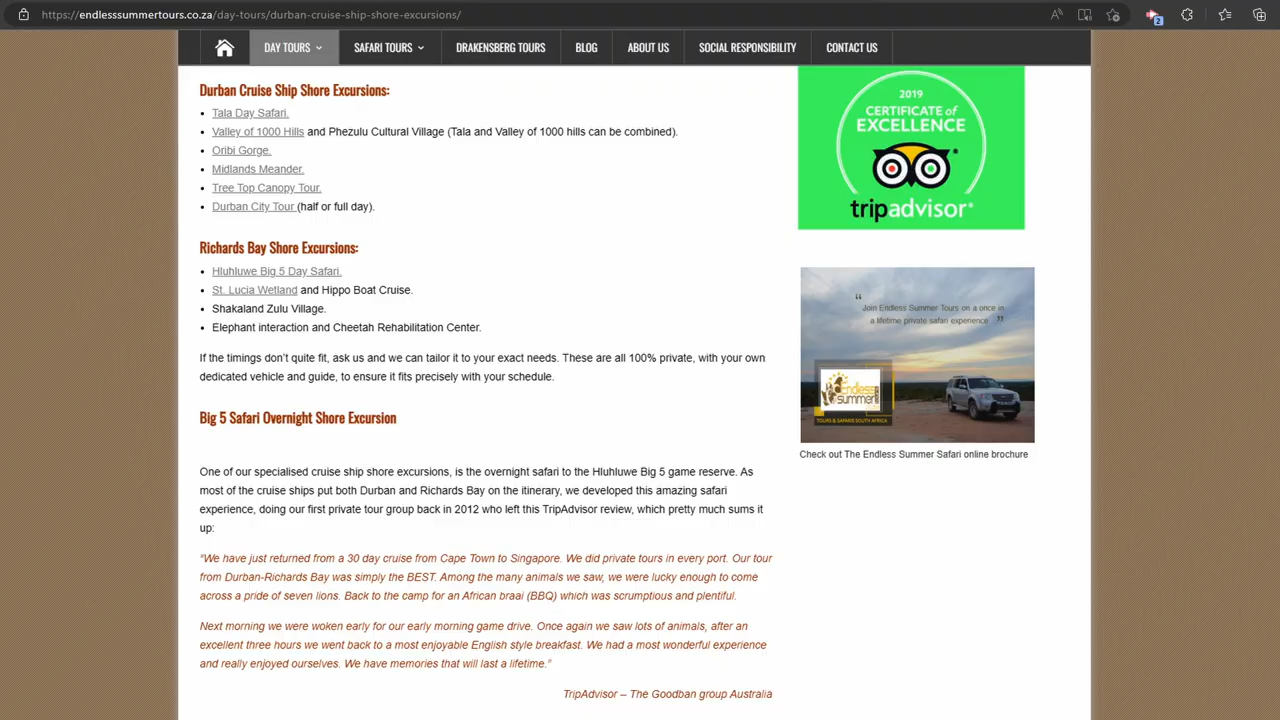 https://endlesssummertours.co.za/day-tours/durban-cruise-ship-shore-excursions/
DAY TOURS
SAFARI TOURS
DRAKENSBERG TOURS
BLOG
ABOUT US
SOCIAL RESPONSIBILITY
CONTACT US
Durban Cruise Ship Shore Excursions:
Tala Day Safari.
Valley of 1000 Hills and Phezulu Cultural Village (Tala and Valley of 1000 hills can be combined).
Oribi Gorge.
Midlands Meander.
Tree Top Canopy Tour.
Durban City Tour (half or full day).
Richards Bay Shore Excursions:
Hluhluwe Big 5 Day Safari.
St. Lucia Wetland and Hippo Boat Cruise.
Shakaland Zulu Village.
Elephant interaction and Cheetah Rehabilitation Center.
If the timings don't quite fit, ask us and we can tailor it to your exact needs. These are all 100% private, with your own
dedicated vehicle and guide, to ensure it fits precisely with your schedule.
Big 5 Safari Overnight Shore Excursion
One of our specialised cruise ship shore excursions, is the overnight safari to the Hluhluwe Big 5 game reserve. As
most of the cruise ships put both Durban and Richards Bay on the itinerary, we developed this amazing safari
experience, doing our first private tour group back in 2012 who left this TripAdvisor review, which pretty much sums it
up:
"We have just returned from a 30 day cruise from Cape Town to Singapore. We did private tours in every port. Our tour
from Durban-Richards Bay was simply the BEST. Among the many animals we saw, we were lucky enough to come
across a pride of seven lions. Back to the camp for an African braai (BBQ) which was scrumptious and plentiful.
Next morning we were woken early for our early morning game drive. Once again we saw lots of animals, after an
excellent three hours we went back to a most enjoyable English style breakfast. We had a most wonderful experience
and really enjoyed ourselves. We have memories that will last a lifetime."
TripAdvisor – The Goodban group Australia
2019
CERTIFICATE of
EXCELLENCE
tripadvisor®
" Join Endless Summer Tours on a once in
a lifetime private safari experience "
Endless
summer
TOURS & SAFARIS SOUTH AFRICA
Check out The Endless Summer Safari online brochure
2